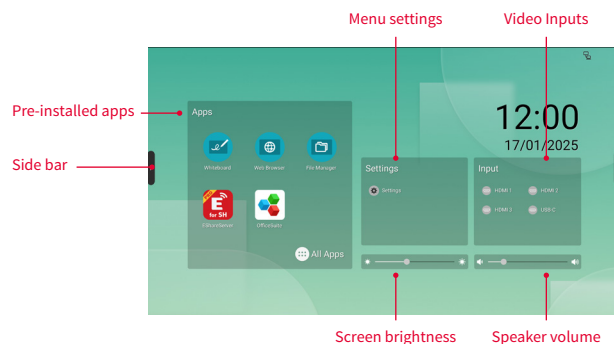 Menu settings
Video Inputs
Pre-installed apps
Side bar
12:00
17/01/2025
Apps
Whiteboard
Web Browser
File Manager
E
for SH
EShareServer
OfficeSuite
All Apps
Settings
Settings
Input
HDMI 1
HDMI 2
HDMI 3
USB-C
Screen brightness
Speaker volume